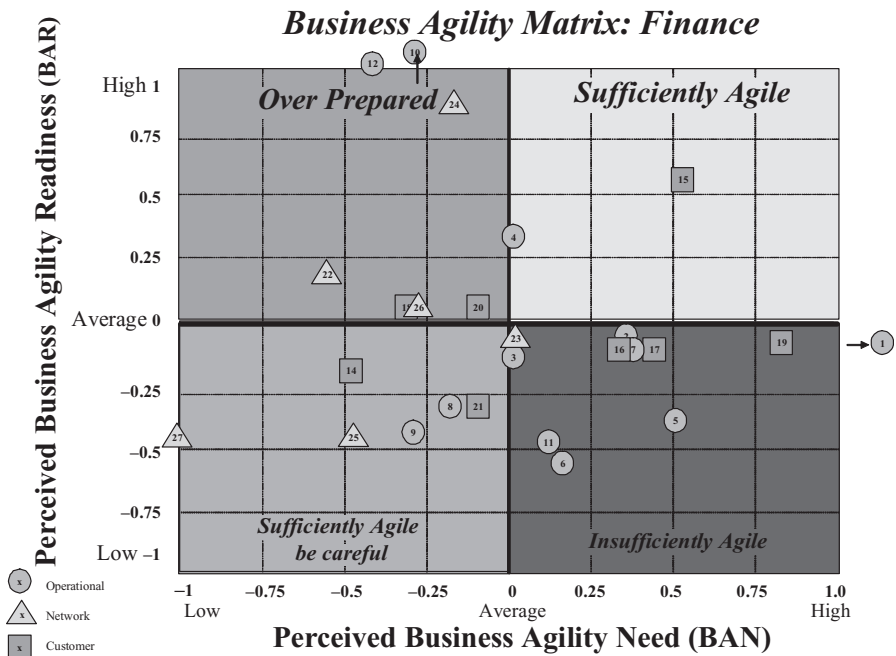 Business Agility Matrix: Finance
Perceived Business Agility Readiness (BAR)
12
10
High 1
Over Prepared
24
Sufficiently Agile
0.75
15
0.5
4
0.25
22
26
20
Average 0
23
19
1
3
16
7
17
14
–0.25
8
21
5
27
25
9
11
–0.5
6
–0.75
Sufficiently Agile
be careful
Insufficiently Agile
Low –1
x Operational
x Network
x Customer
–1
–0.75
–0.5
–0.25
0
0.25
0.5
0.75
1.0
Low
Average
High
Perceived Business Agility Need (BAN)